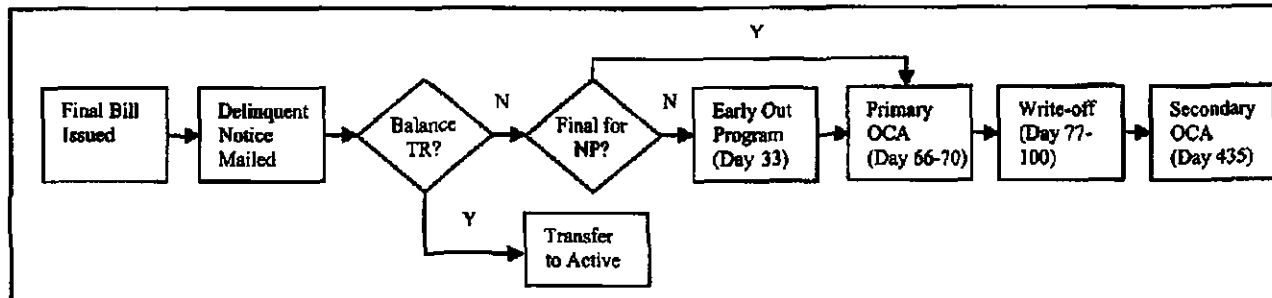 Y
Final Bill
Issued
Delinquent
Notice
Mailed
Balance
TR?
N
Final for
NP?
N
Early Out
Program
(Day 33)
Primary
OCA
(Day 66-70)
Write-off
(Day 77-
100)
Secondary
OCA
(Day 435)
Y
Transfer
to Active